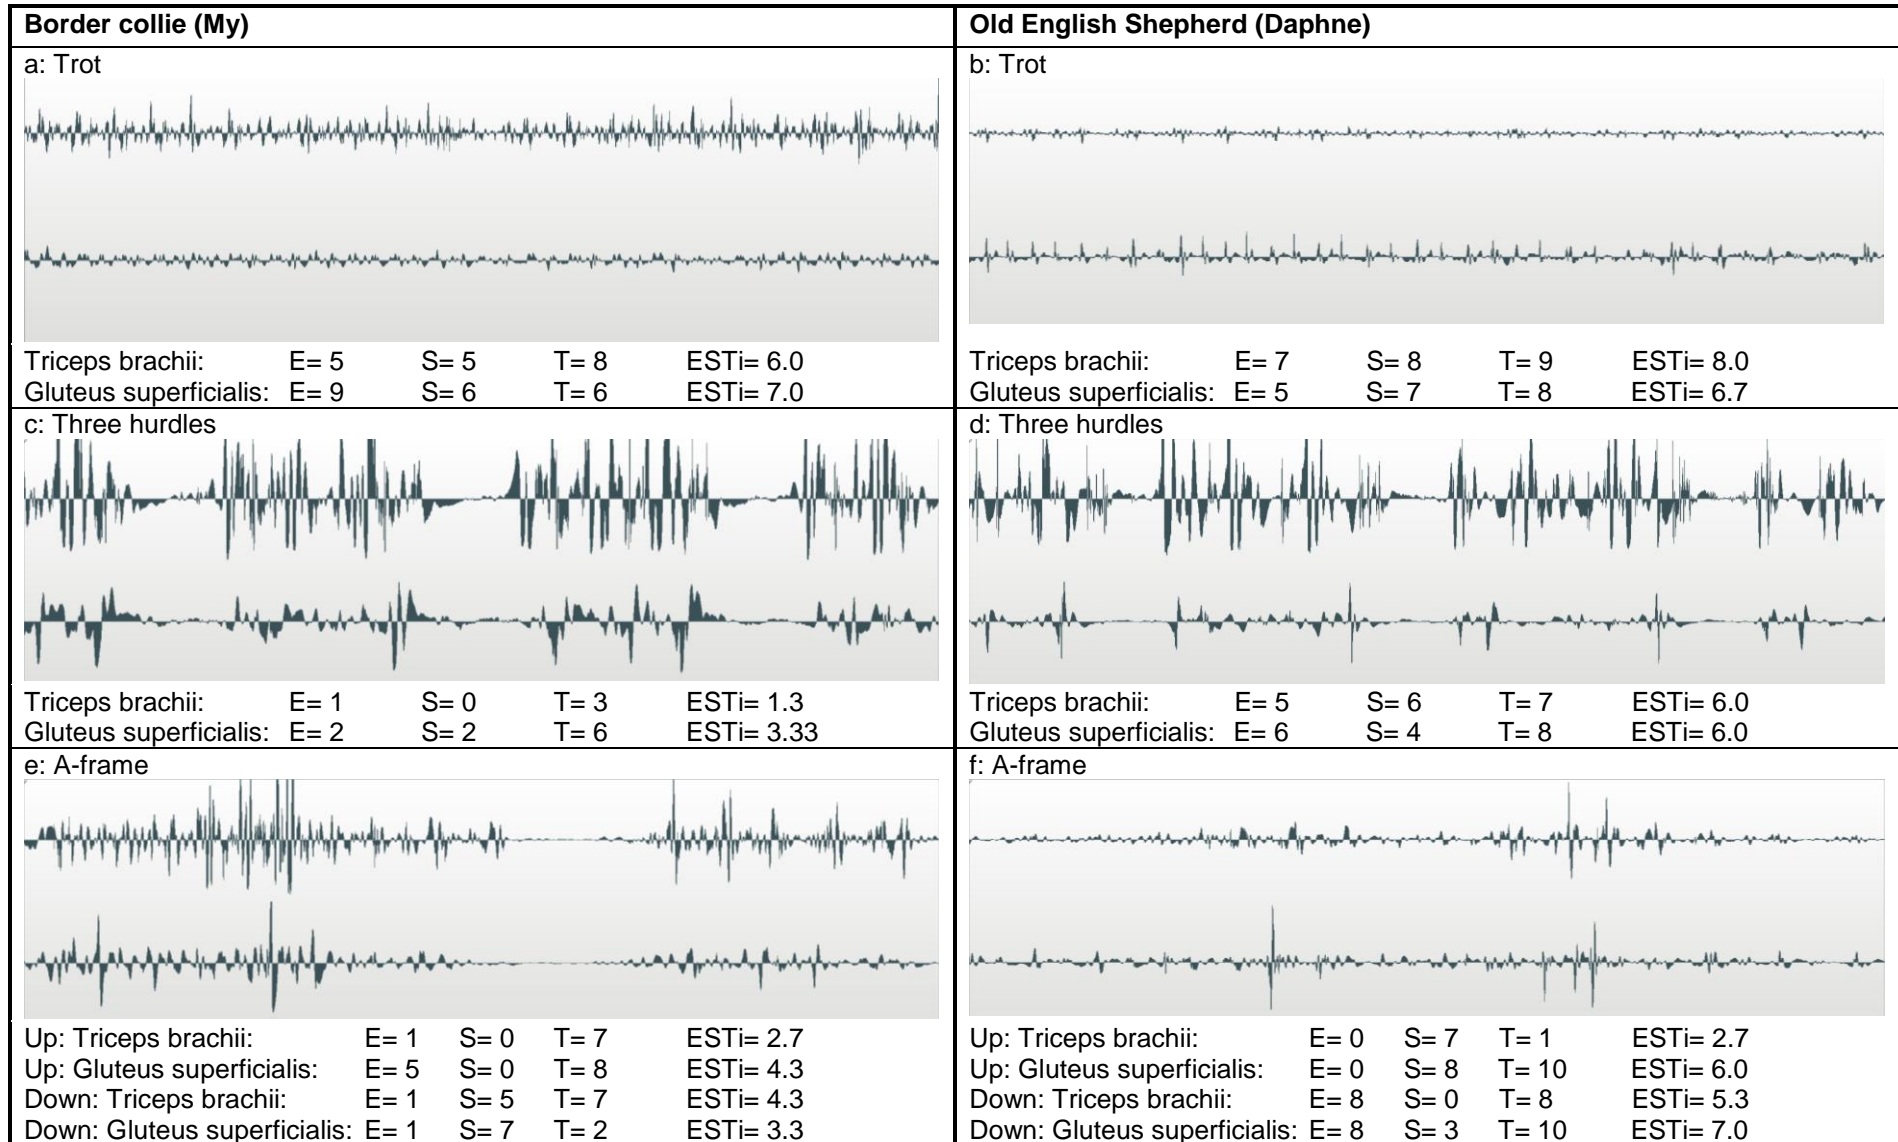 Border collie (My)
Old English Shepherd (Daphne)
a: Trot
Triceps brachii: E= 5 S= 5 T= 8 ESTi= 6.0
Gluteus superficialis: E= 9 S= 6 T= 6 ESTi= 7.0
b: Trot
Triceps brachii: E= 7 S= 8 T= 9 ESTi= 8.0
Gluteus superficialis: E= 5 S= 7 T= 8 ESTi= 6.7
c: Three hurdles
Triceps brachii: E= 1 S= 0 T= 3 ESTi= 1.3
Gluteus superficialis: E= 2 S= 2 T= 6 ESTi= 3.33
d: Three hurdles
Triceps brachii: E= 5 S= 6 T= 7 ESTi= 6.0
Gluteus superficialis: E= 6 S= 4 T= 8 ESTi= 6.0
e: A-frame
Up: Triceps brachii: E= 1 S= 0 T= 7 ESTi= 2.7
Up: Gluteus superficialis: E= 5 S= 0 T= 8 ESTi= 4.3
Down: Triceps brachii: E= 1 S= 5 T= 7 ESTi= 4.3
Down: Gluteus superficialis: E= 1 S= 7 T= 2 ESTi= 3.3
f: A-frame
Up: Triceps brachii: E= 0 S= 7 T= 1 ESTi= 2.7
Up: Gluteus superficialis: E= 0 S= 8 T= 10 ESTi= 6.0
Down: Triceps brachii: E= 8 S= 0 T= 8 ESTi= 5.3
Down: Gluteus superficialis: E= 8 S= 3 T= 10 ESTi= 7.0